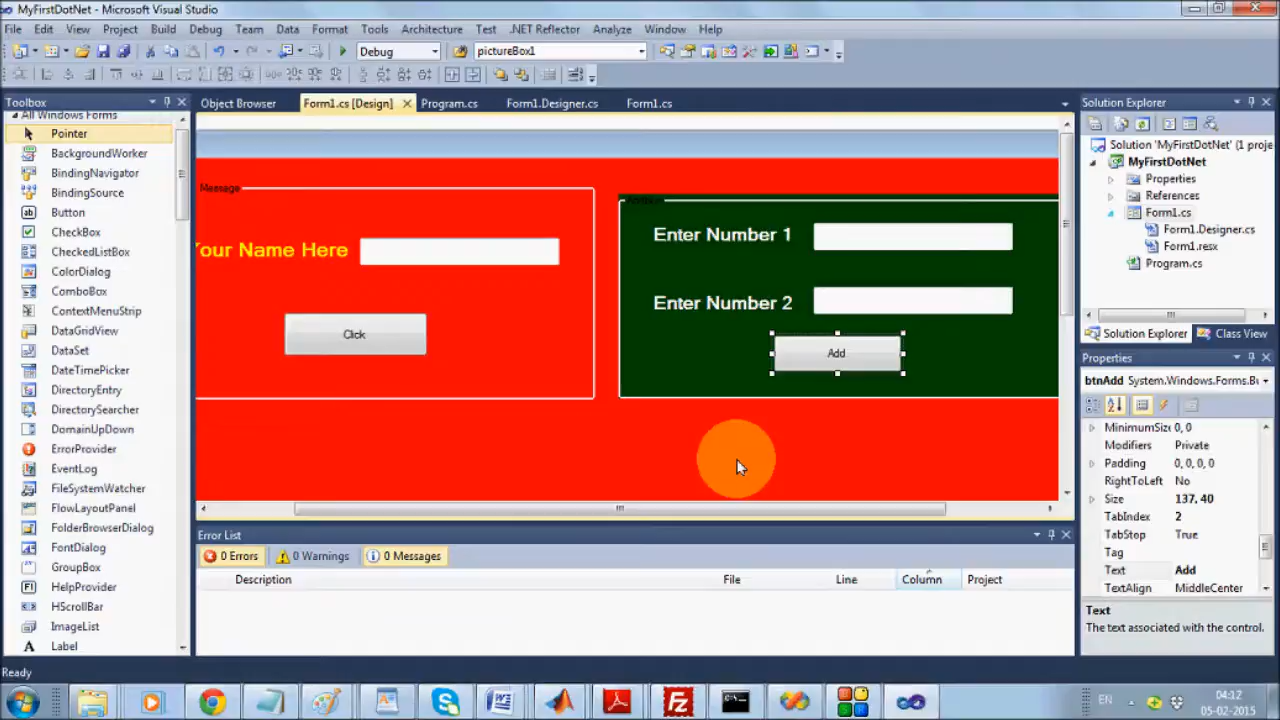 MyFirstDotNet - Microsoft Visual Studio
File Edit View Project Build Debug Team Data Format Tools Architecture Test .NET Reflector Analyze Window Help
Debug pictureBox1
Toolbox
All Windows Forms
Pointer
BackgroundWorker
BindingNavigator
BindingSource
Button
CheckBox
CheckedListBox
ColorDialog
ComboBox
ContextMenuStrip
DataGridView
DataSet
DateTimePicker
DirectoryEntry
DirectorySearcher
DomainUpDown
ErrorProvider
EventLog
FileSystemWatcher
FlowLayoutPanel
FolderBrowserDialog
FontDialog
GroupBox
HelpProvider
HScrollBar
ImageList
Label
Object Browser Form1.cs [Design] Program.cs Form1.Designer.cs Form1.cs
Message
Your Name Here
Click
Enter Number 1
Enter Number 2
Add
Error List
0 Errors 0 Warnings 0 Messages
Description File Line Column Project
Solution Explorer
Solution 'MyFirstDotNet' (1 proje
MyFirstDotNet
Properties
References
Form1.cs
Form1.Designer.cs
Form1.resx
Program.cs
Solution Explorer Class View
Properties
btnAdd System.Windows.Forms.Bu
MinimumSize 0, 0
Modifiers Private
Padding 0, 0, 0, 0
RightToLeft No
Size 137, 40
TabIndex 2
TabStop True
Tag
Text Add
TextAlign MiddleCenter
Text
The text associated with the control.
Ready
EN
04:12
05-02-2015